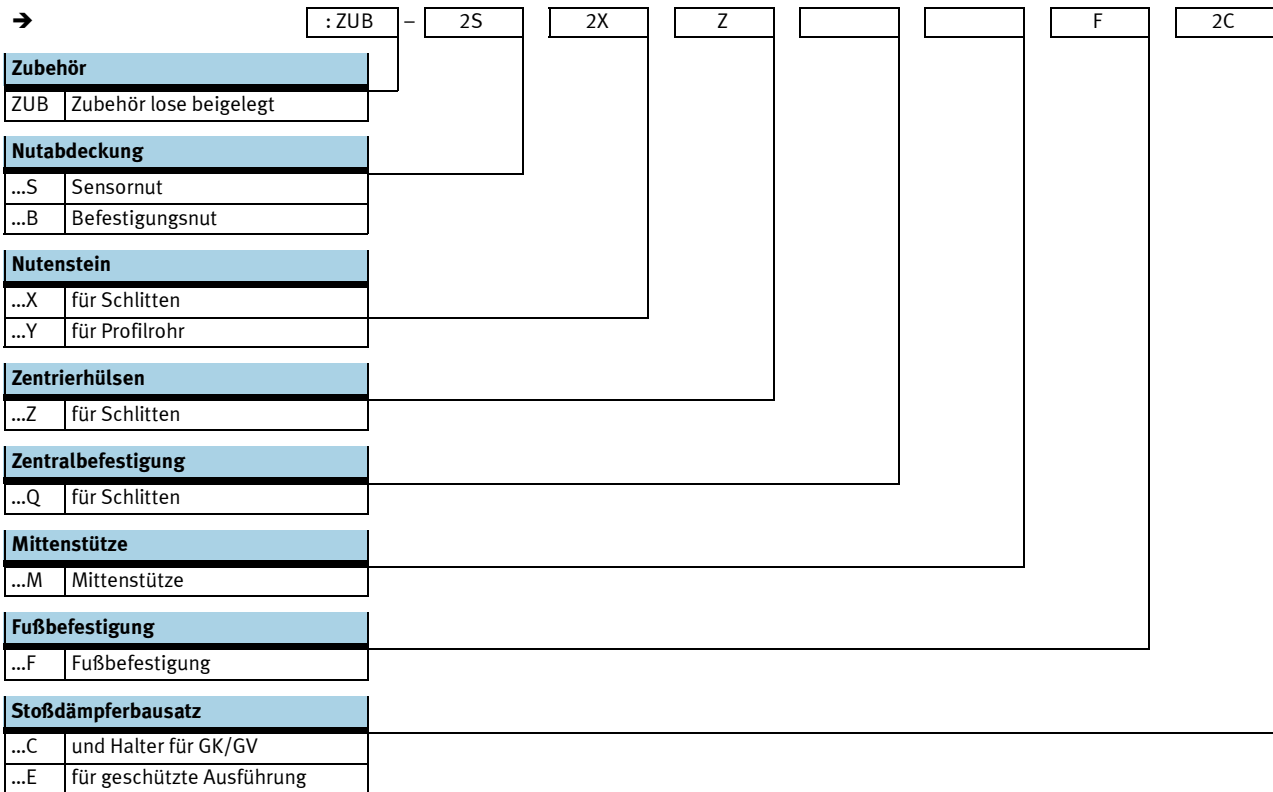 ➔ : ZUB – 2S 2X Z F 2C
Zubehör
ZUB Zubehör lose beigelegt
Nutabdeckung
...S Sensornut
...B Befestigungsnut
Nutenstein
...X für Schlitten
...Y für Profilrohr
Zentrierhülsen
...Z für Schlitten
Zentralbefestigung
...Q für Schlitten
Mittenstütze
...M Mittenstütze
Fußbefestigung
...F Fußbefestigung
Stoßdämpferbausatz
...C und Halter für GK/GV
...E für geschützte Ausführung